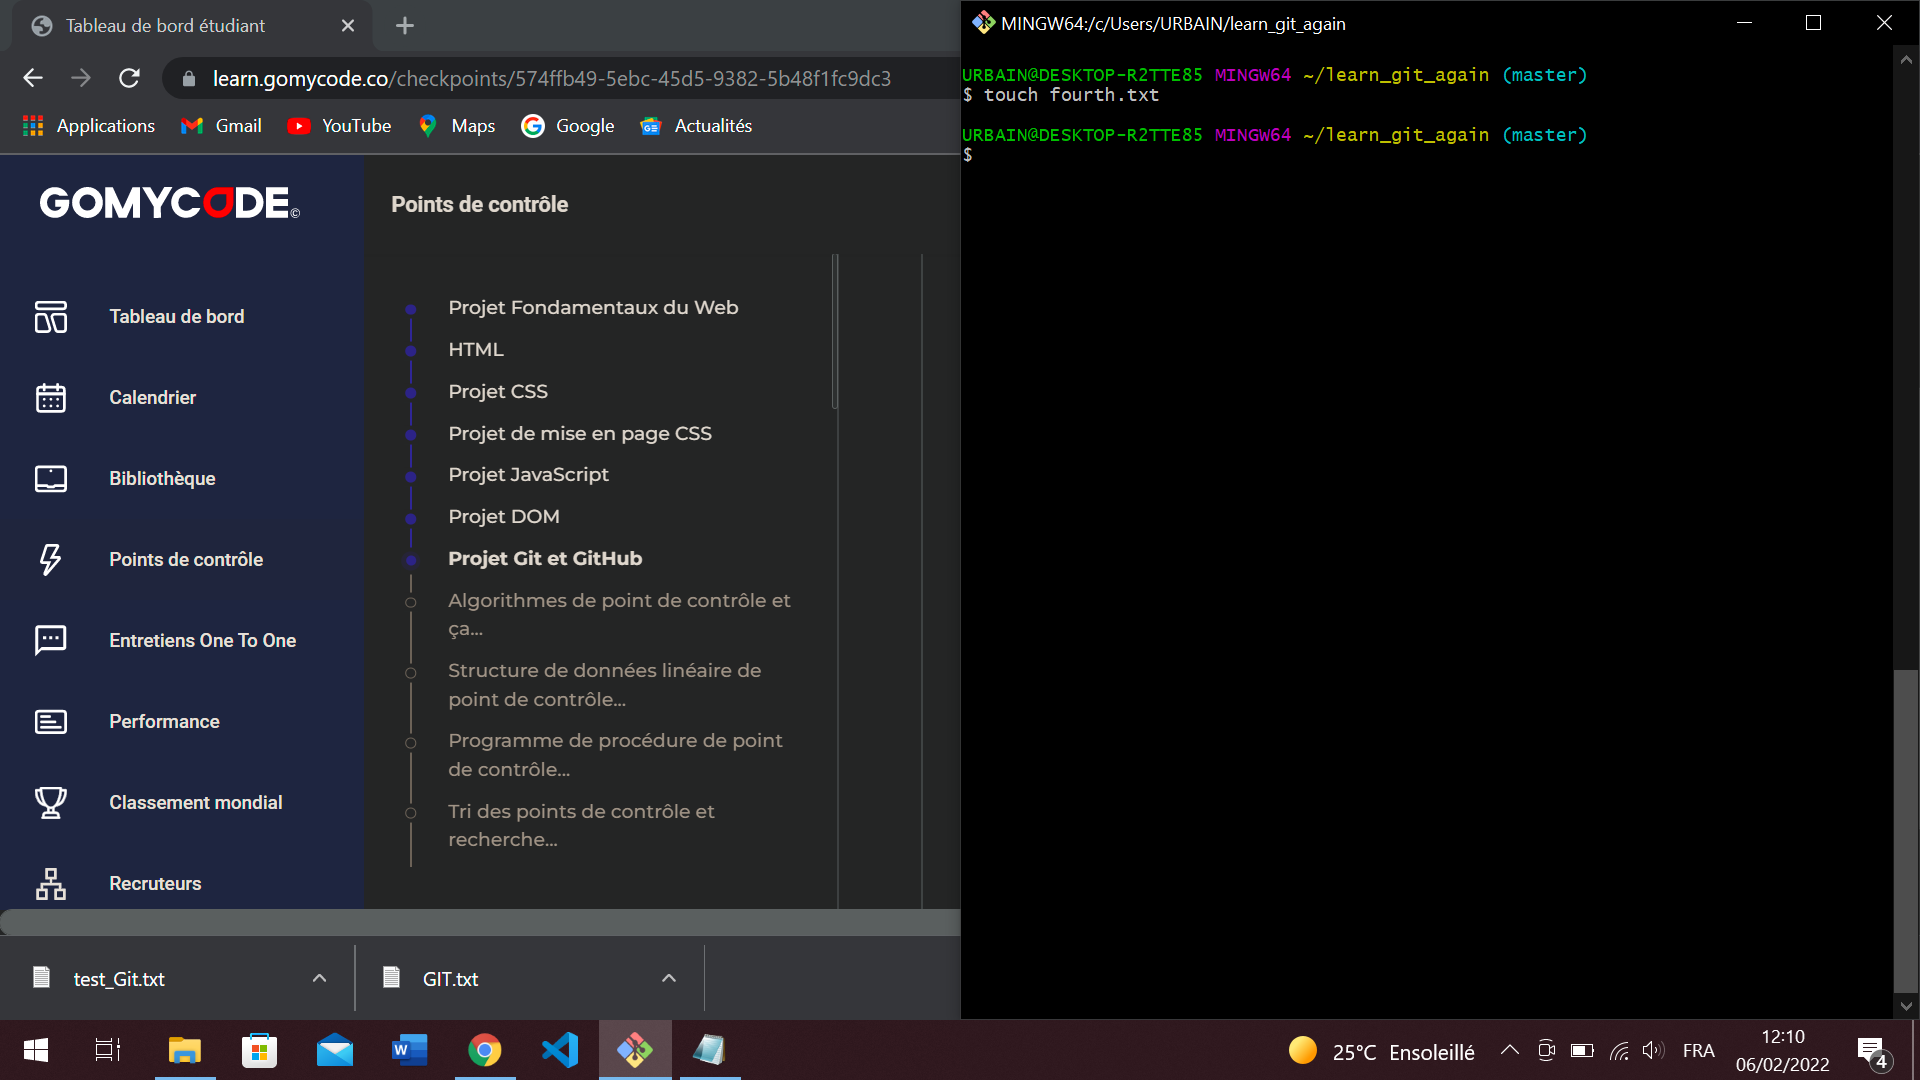 Tableau de bord étudiant
learn.gomycode.co/checkpoints/574ffb49-5ebc-45d5-9382-5b48f1fc9dc3
Applications
Gmail
YouTube
Maps
Google
Actualités
GOMYCODE©
Tableau de bord
Calendrier
Bibliothèque
Points de contrôle
Entretiens One To One
Performance
Classement mondial
Recruteurs
Points de contrôle
Projet Fondamentaux du Web
HTML
Projet CSS
Projet de mise en page CSS
Projet JavaScript
Projet DOM
Projet Git et GitHub
Algorithmes de point de contrôle et
ça...
Structure de données linéaire de
point de contrôle...
Programme de procédure de point
de contrôle...
Tri des points de contrôle et
recherche...
test_Git.txt
GIT.txt
MINGW64:/c/Users/URBAIN/learn_git_again
URBAIN@DESKTOP-R2TTE85 MINGW64 ~/learn_git_again (master)
$ touch fourth.txt
URBAIN@DESKTOP-R2TTE85 MINGW64 ~/learn_git_again (master)
$
25°C Ensoleillé
FRA
12:10
06/02/2022
4